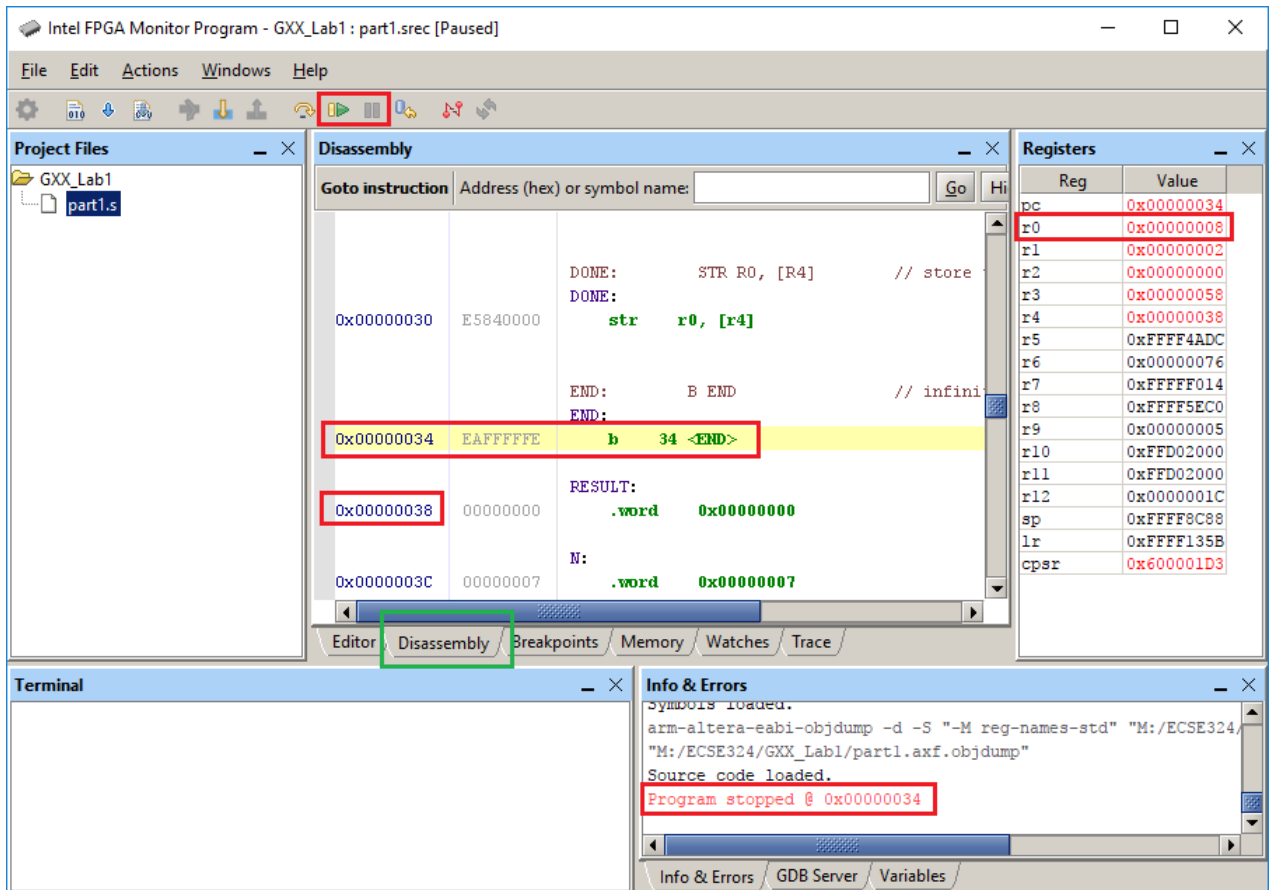 Intel FPGA Monitor Program - GXX_Lab1 : part1.srec [Paused]
File Edit Actions Windows Help
Project Files
GXX_Lab1
part1.s
Disassembly
Goto instruction Address (hex) or symbol name: Go Hi
DONE: STR R0, [R4] // store
DONE:
0x00000030 E5840000 str r0, [r4]
END: B END // infini
END:
0x00000034 EAFFFFFE b 34 <END>
RESULT:
0x00000038 00000000 .word 0x00000000
N:
0x0000003C 00000007 .word 0x00000007
Editor Disassembly Breakpoints Memory Watches Trace
Registers
Reg Value
pc 0x00000034
r0 0x00000008
r1 0x00000002
r2 0x00000000
r3 0x00000058
r4 0x00000038
r5 0xFFFF4ADC
r6 0x00000076
r7 0xFFFFF014
r8 0xFFFF5EC0
r9 0x00000005
r10 0xFFD02000
r11 0xFFD02000
r12 0x0000001C
sp 0xFFFF8C88
lr 0xFFFF135B
cpsr 0x600001D3
Terminal
Info & Errors
Symbols loaded.
arm-altera-eabi-objdump -d -S "-M reg-names-std" "M:/ECSE324/
"M:/ECSE324/GXX_Lab1/part1.axf.objdump"
Source code loaded.
Program stopped @ 0x00000034
Info & Errors GDB Server Variables